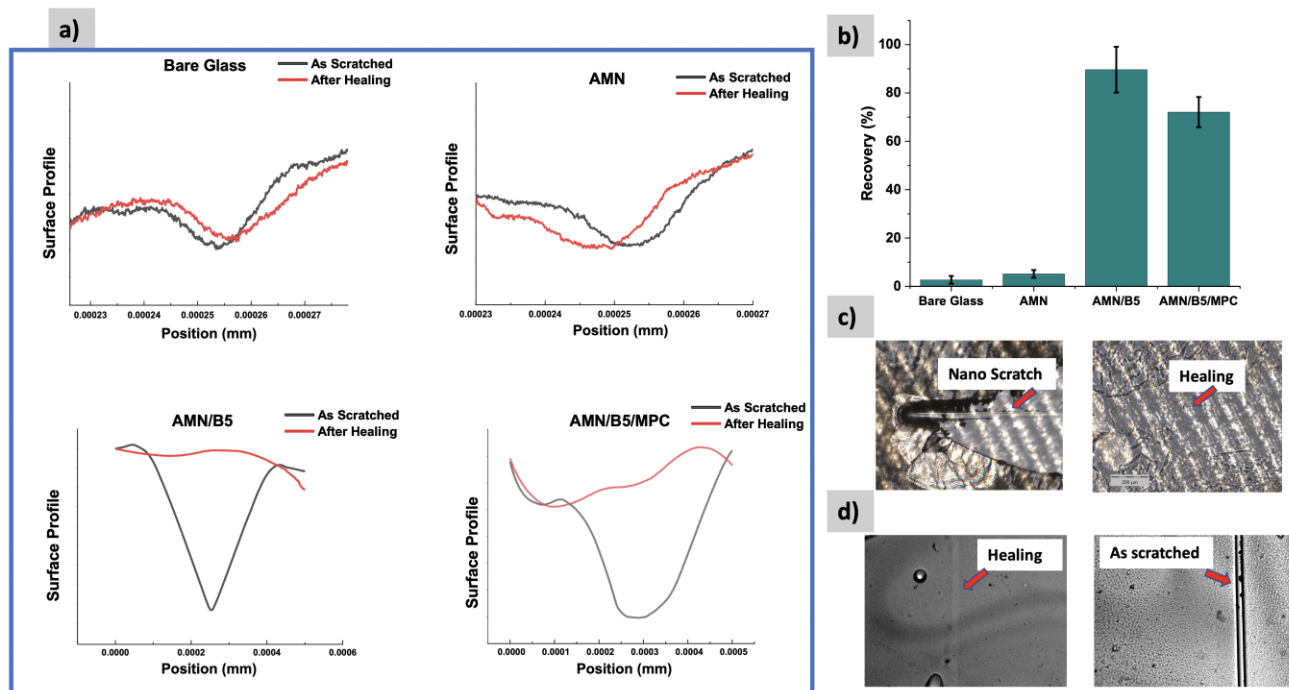 a)
Bare Glass
As Scratched
After Healing
Surface Profile
0.00023 0.00024 0.00025 0.00026 0.00027
Position (mm)
AMN
As Scratched
After Healing
Surface Profile
0.00023 0.00024 0.00025 0.00026 0.00027
Position (mm)
AMN/B5
As Scratched
After Healing
Surface Profile
0.0000 0.0002 0.0004 0.0006
Position (mm)
AMN/B5/MPC
As Scratched
After Healing
Surface Profile
0.0000 0.0001 0.0002 0.0003 0.0004 0.0005
Position (mm)
b)
Recovery (%)
100
80
60
40
20
0
Bare Glass AMN AMN/B5 AMN/B5/MPC
c)
Nano Scratch
Healing
d)
Healing
As scratched